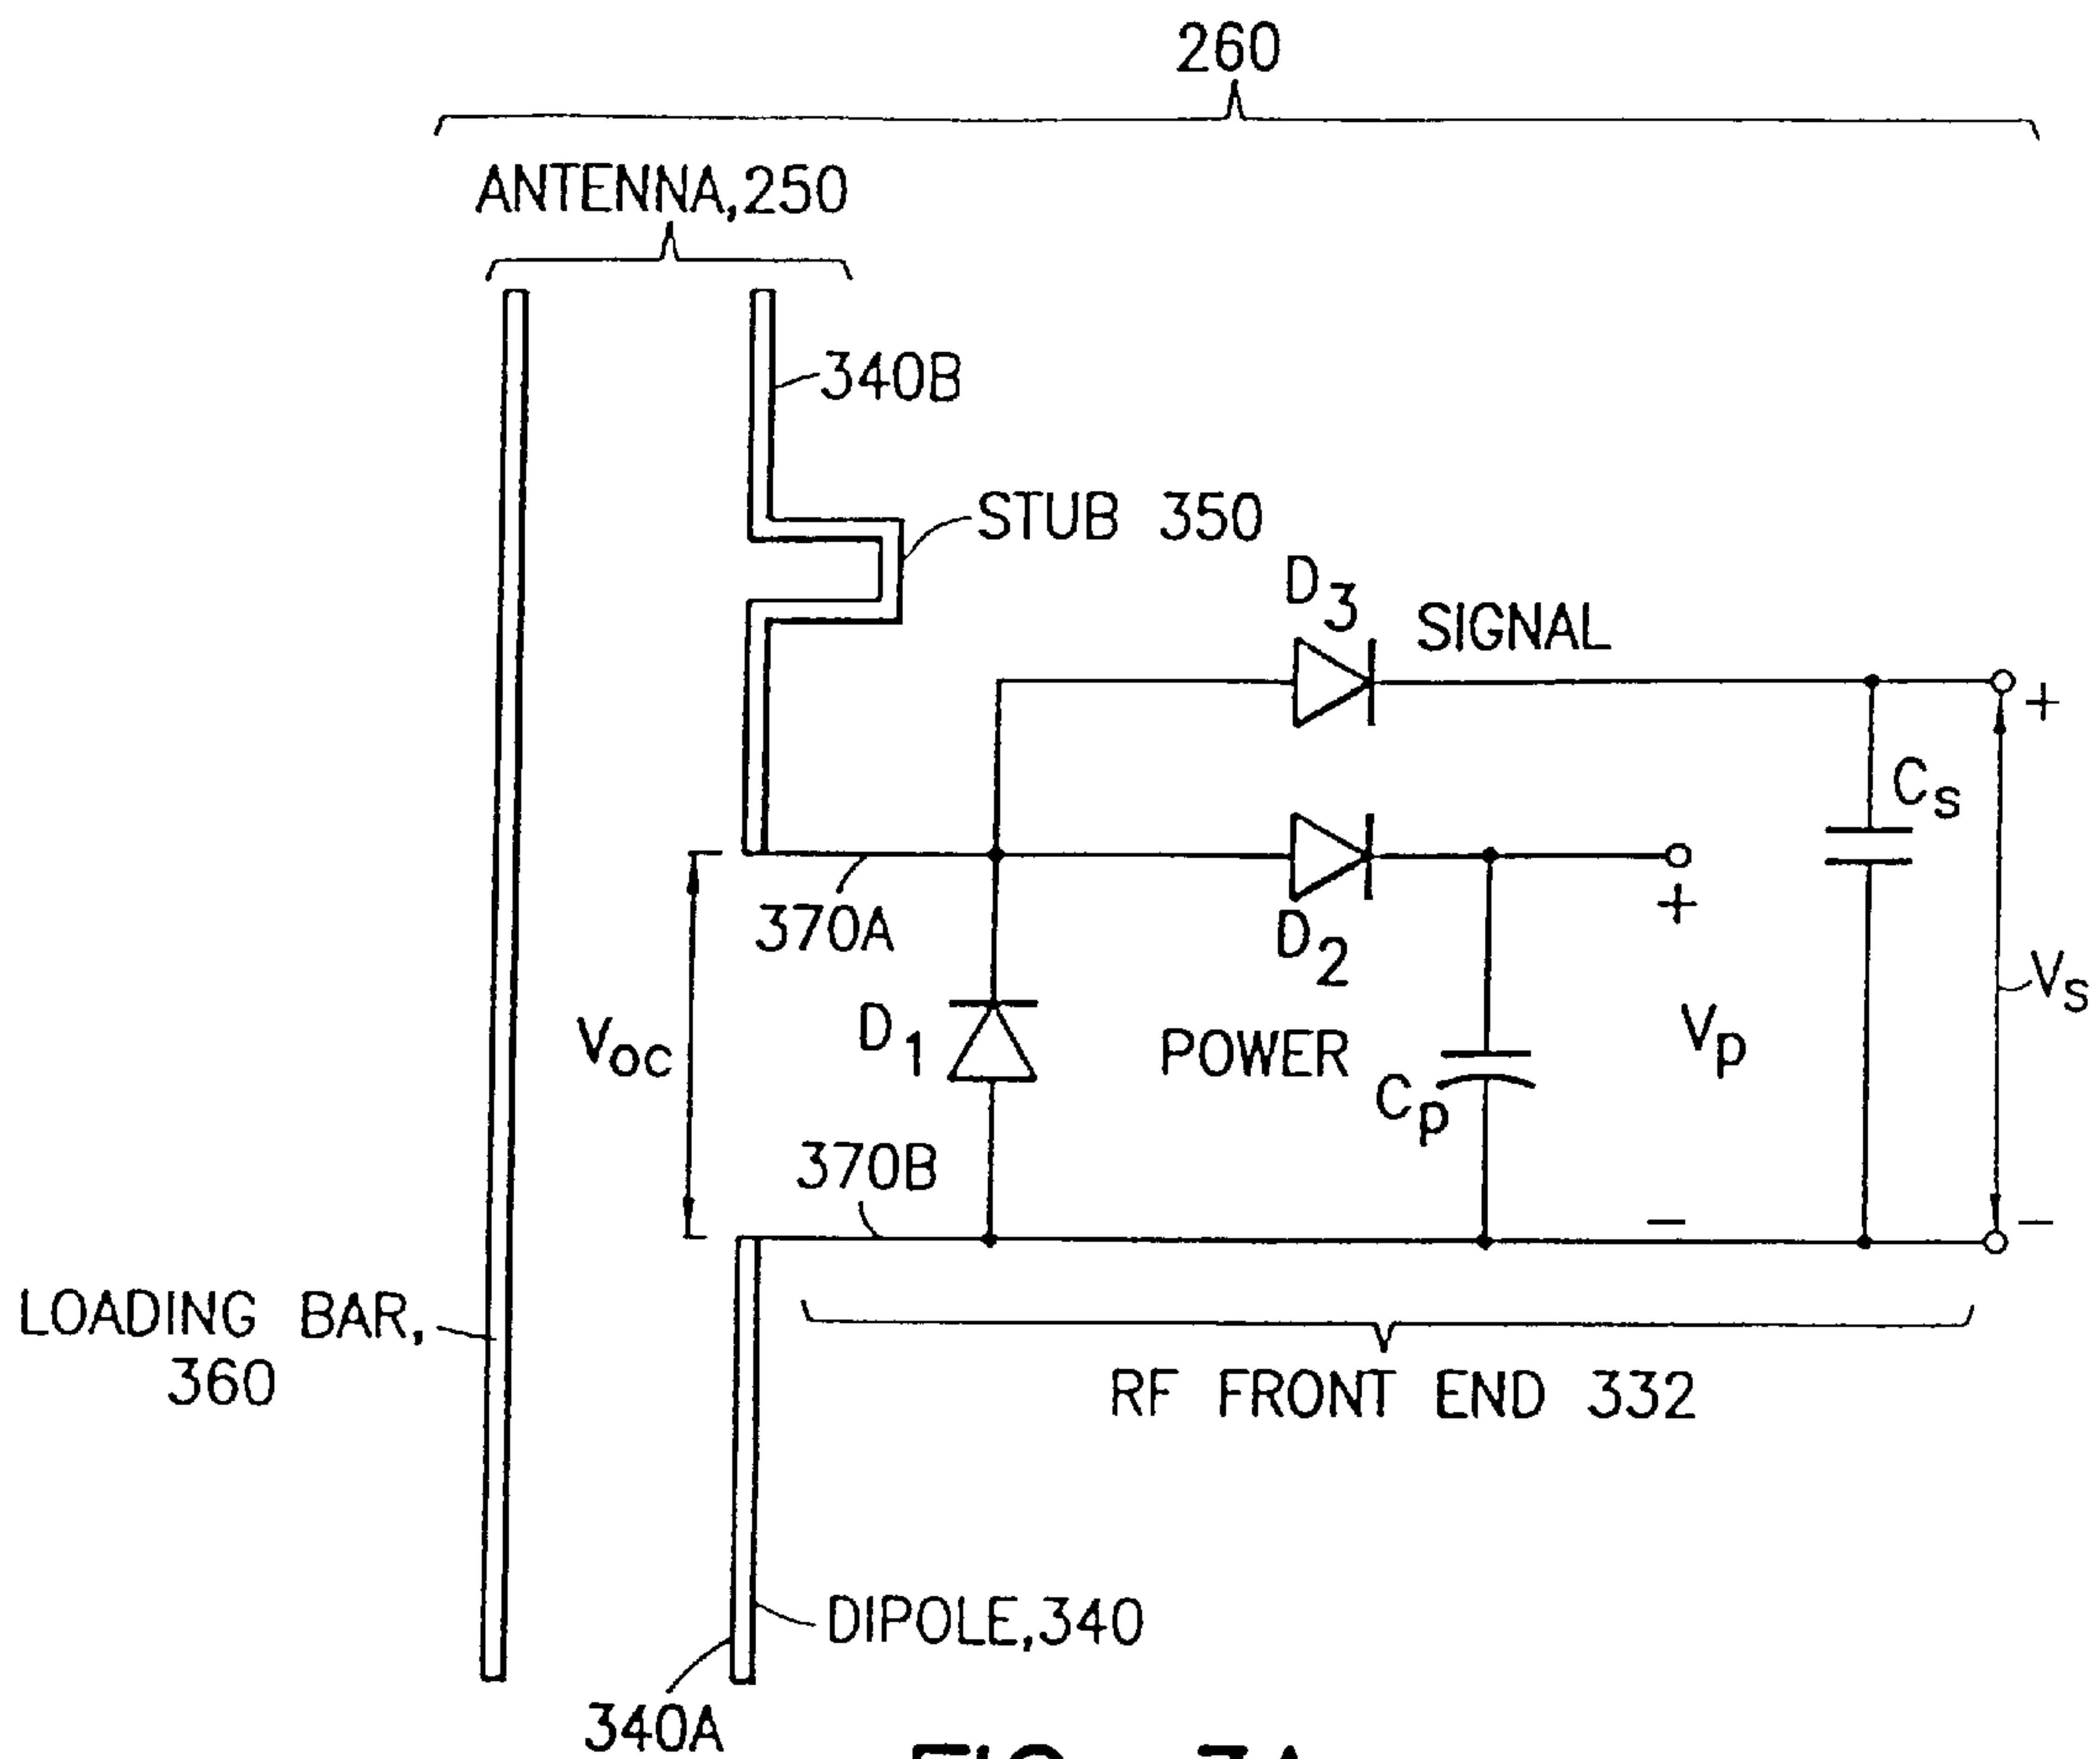 260
ANTENNA,250
340B
STUB 350
D3
SIGNAL
+
Cs
370A
D2
+
Voc
D1
POWER
Cp
Vp
Vs
370B
−
−
LOADING BAR,
360
RF FRONT END 332
DIPOLE,340
340A